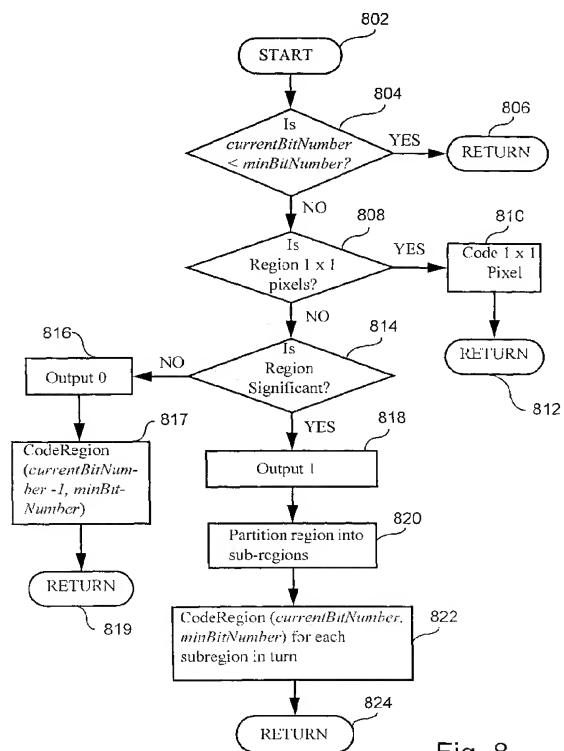 802
START
804
Is
currentBitNumber
< minBitNumber?
YES
806
RETURN
NO
808
Is
Region 1 x 1
pixels?
YES
810
Code 1 x 1
Pixel
NO
RETURN
812
814
Is
Region
Significant?
NO
816
Output 0
YES
817
CodeRegion
(currentBitNum-
ber -1, minBit-
Number)
818
Output 1
RETURN
819
820
Partition region into
sub-regions
822
CodeRegion (currentBitNumber,
minBitNumber) for each
subregion in turn
824
RETURN
Fig. 8